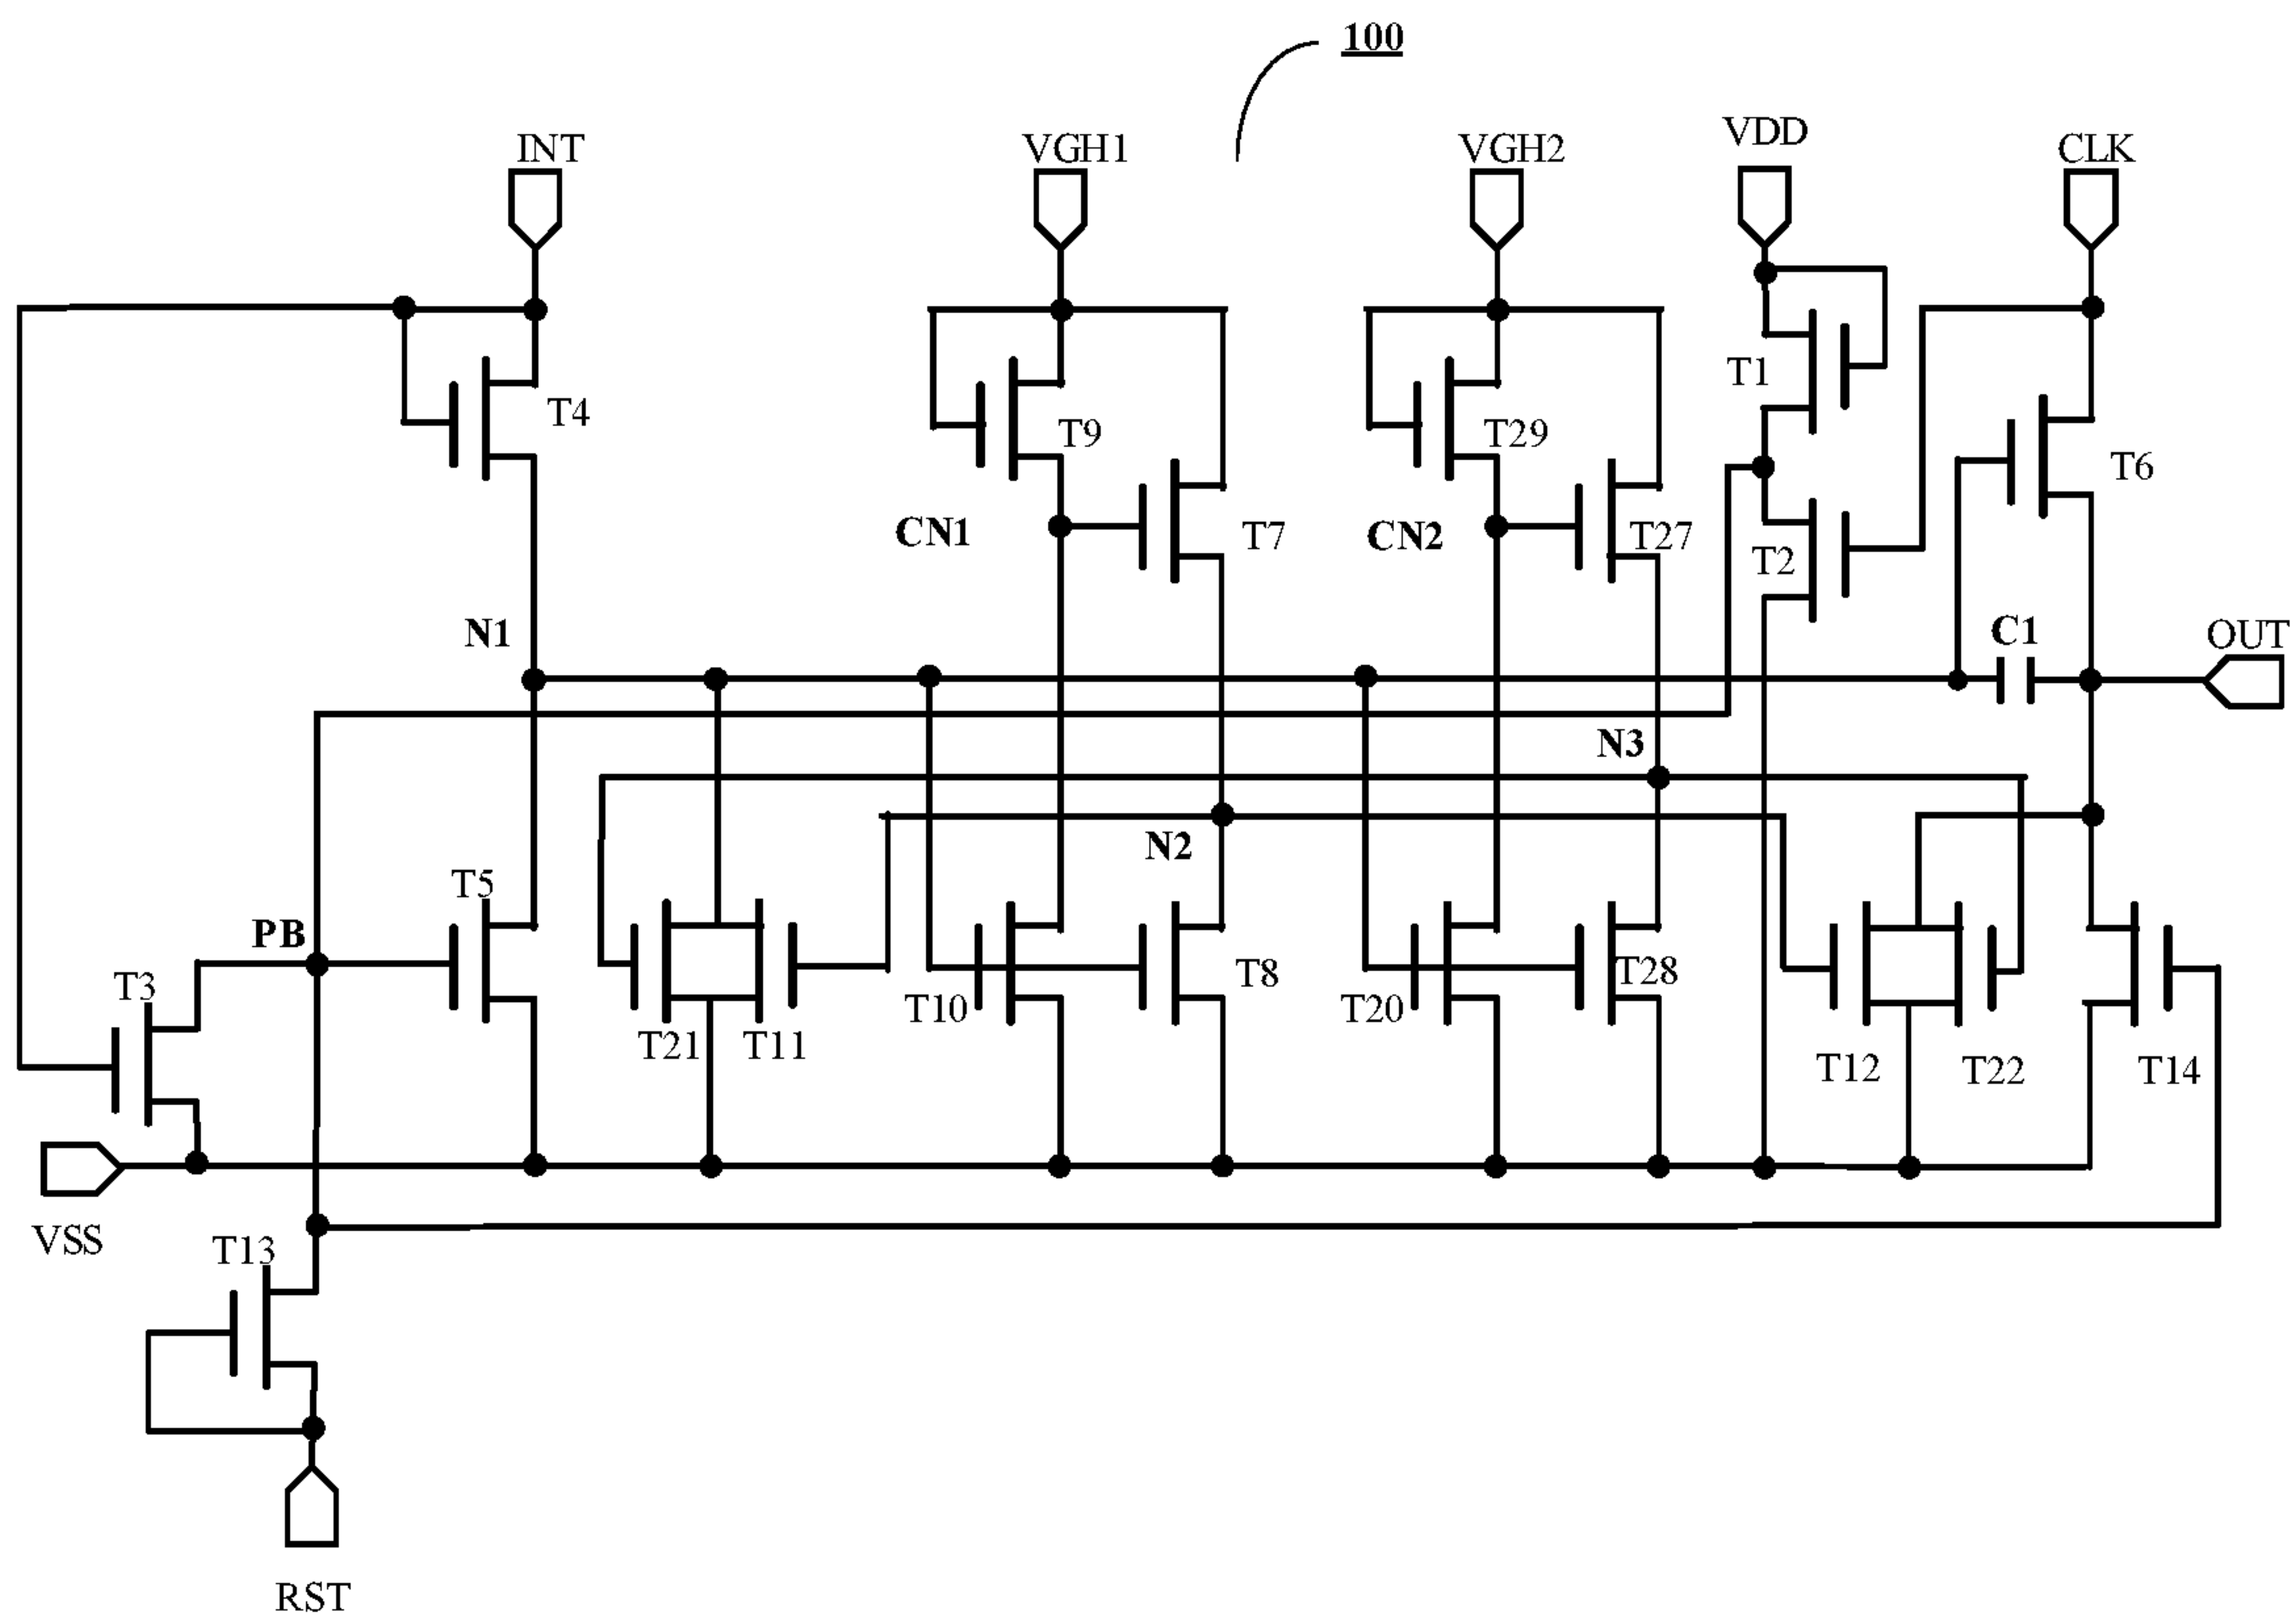 100
INT
VGH1
VGH2
VDD
CLK
T4
T9
T29
T1
T6
CN1
T7
CN2
T27
T2
N1
C1
OUT
N3
N2
T5
PB
T3
T21
T11
T10
T8
T20
T28
T12
T22
T14
VSS
T13
RST